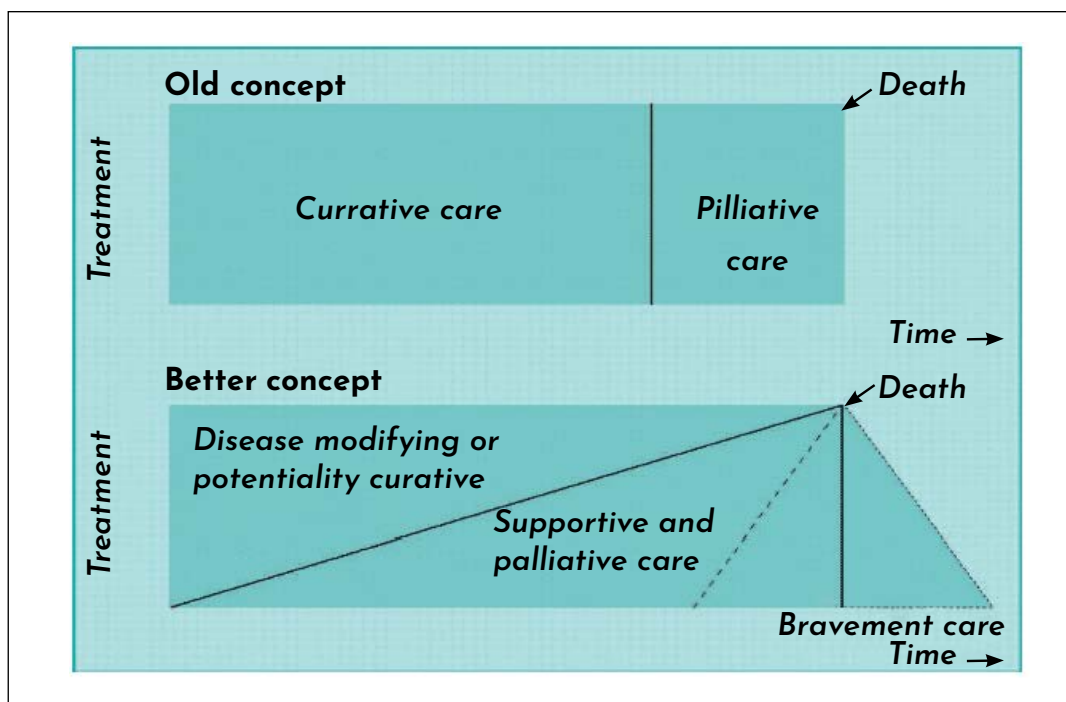 Old concept
Death
Treatment
Currative care
Pilliative
care
Time
Better concept
Death
Treatment
Disease modifying or
potentiality curative
Supportive and
palliative care
Bravement care
Time